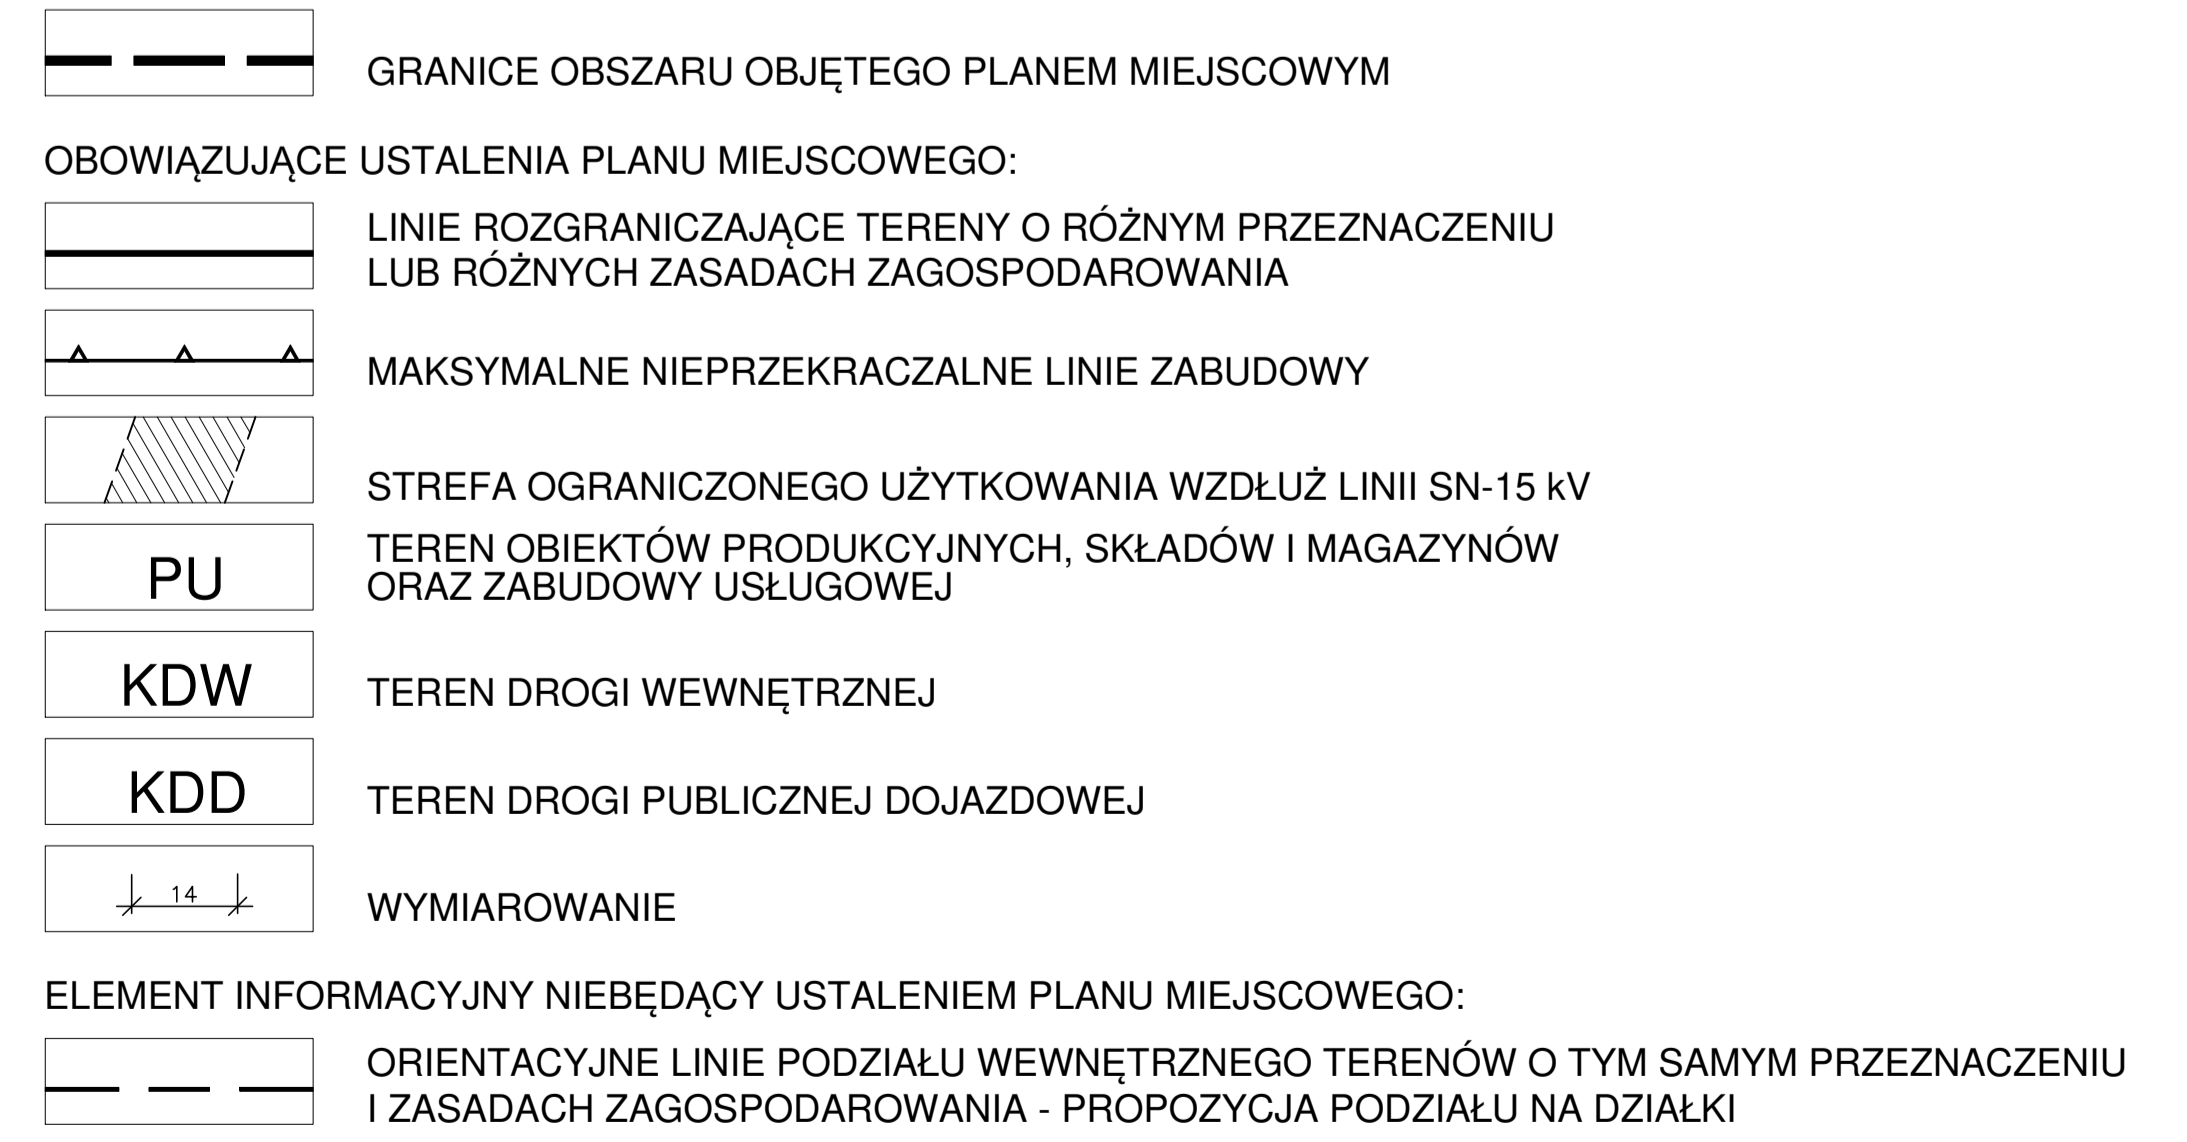 GRANICE OBSZARU OBJĘTEGO PLANEM MIEJSCOWYM
OBOWIĄZUJĄCE USTALENIA PLANU MIEJSCOWEGO:
LINIE ROZGRANICZAJĄCE TERENY O RÓŻNYM PRZEZNACZENIU
LUB RÓŻNYCH ZASADACH ZAGOSPODAROWANIA
MAKSYMALNE NIEPRZEKRACZALNE LINIE ZABUDOWY
STREFA OGRANICZONEGO UŻYTKOWANIA WZDŁUŻ LINII SN-15 kV
PU
TEREN OBIEKTÓW PRODUKCYJNYCH, SKŁADÓW I MAGAZYNÓW
ORAZ ZABUDOWY USŁUGOWEJ
KDW
TEREN DROGI WEWNĘTRZNEJ
KDD
TEREN DROGI PUBLICZNEJ DOJAZDOWEJ
14
WYMIAROWANIE
ELEMENT INFORMACYJNY NIEBĘDĄCY USTALENIEM PLANU MIEJSCOWEGO:
ORIENTACYJNE LINIE PODZIAŁU WEWNĘTRZNEGO TERENÓW O TYM SAMYM PRZEZNACZENIU
I ZASADACH ZAGOSPODAROWANIA - PROPOZYCJA PODZIAŁU NA DZIAŁKI